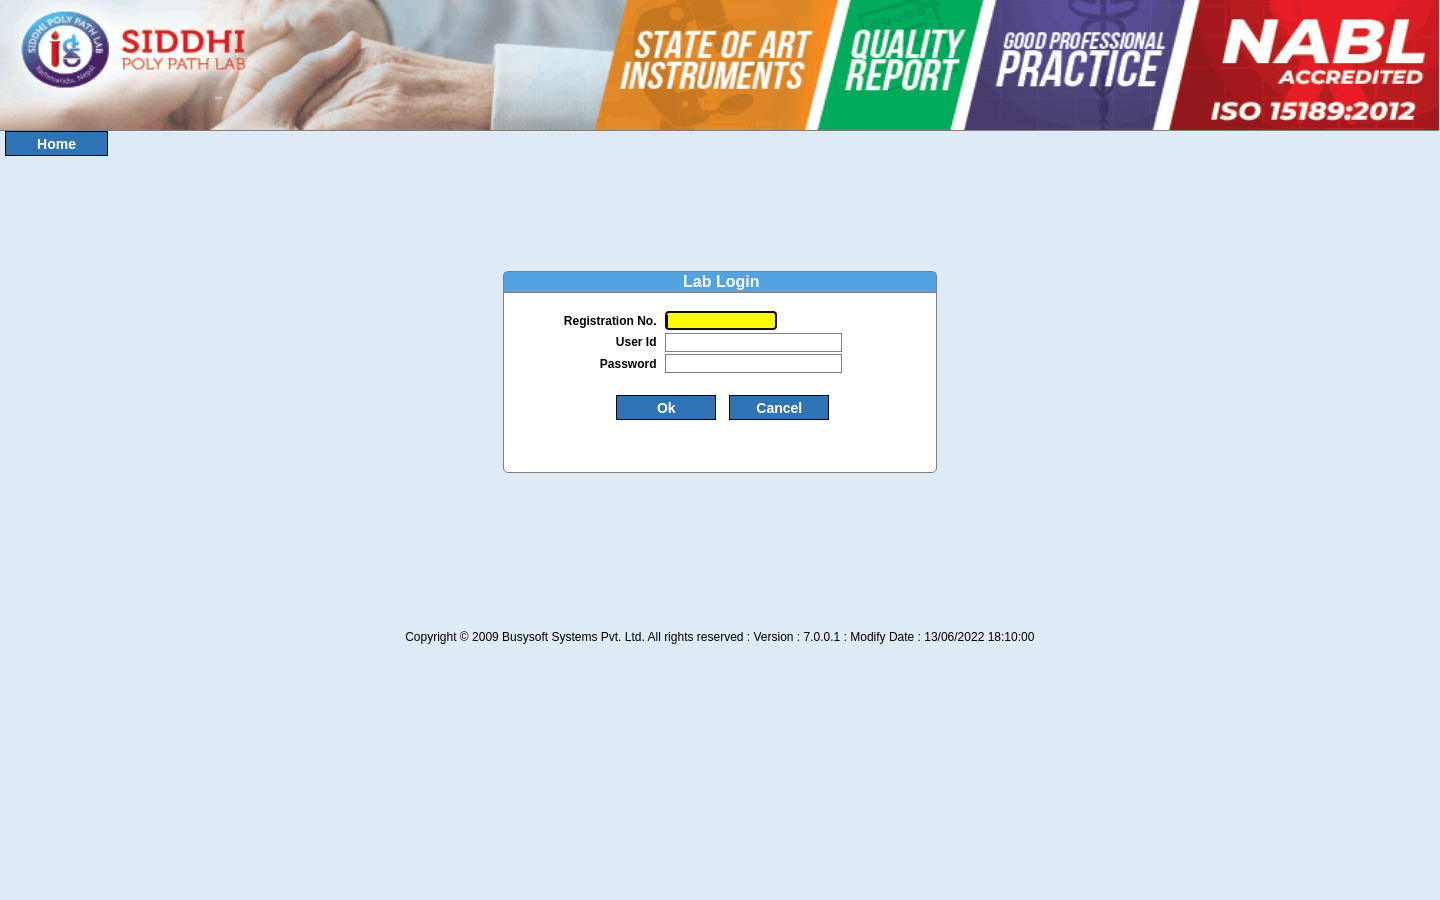 SIDDHI POLY PATH LAB
Kathmandu, Nepal
SIDDHI
POLY PATH LAB
STATE OF ART
INSTRUMENTS
QUALITY
REPORT
GOOD PROFESSIONAL
PRACTICE
NABL
ACCREDITED
ISO 15189:2012
Home
Lab Login
Registration No.
User Id
Password
Ok Cancel
Copyright © 2009 Busysoft Systems Pvt. Ltd. All rights reserved : Version : 7.0.0.1 : Modify Date : 13/06/2022 18:10:00